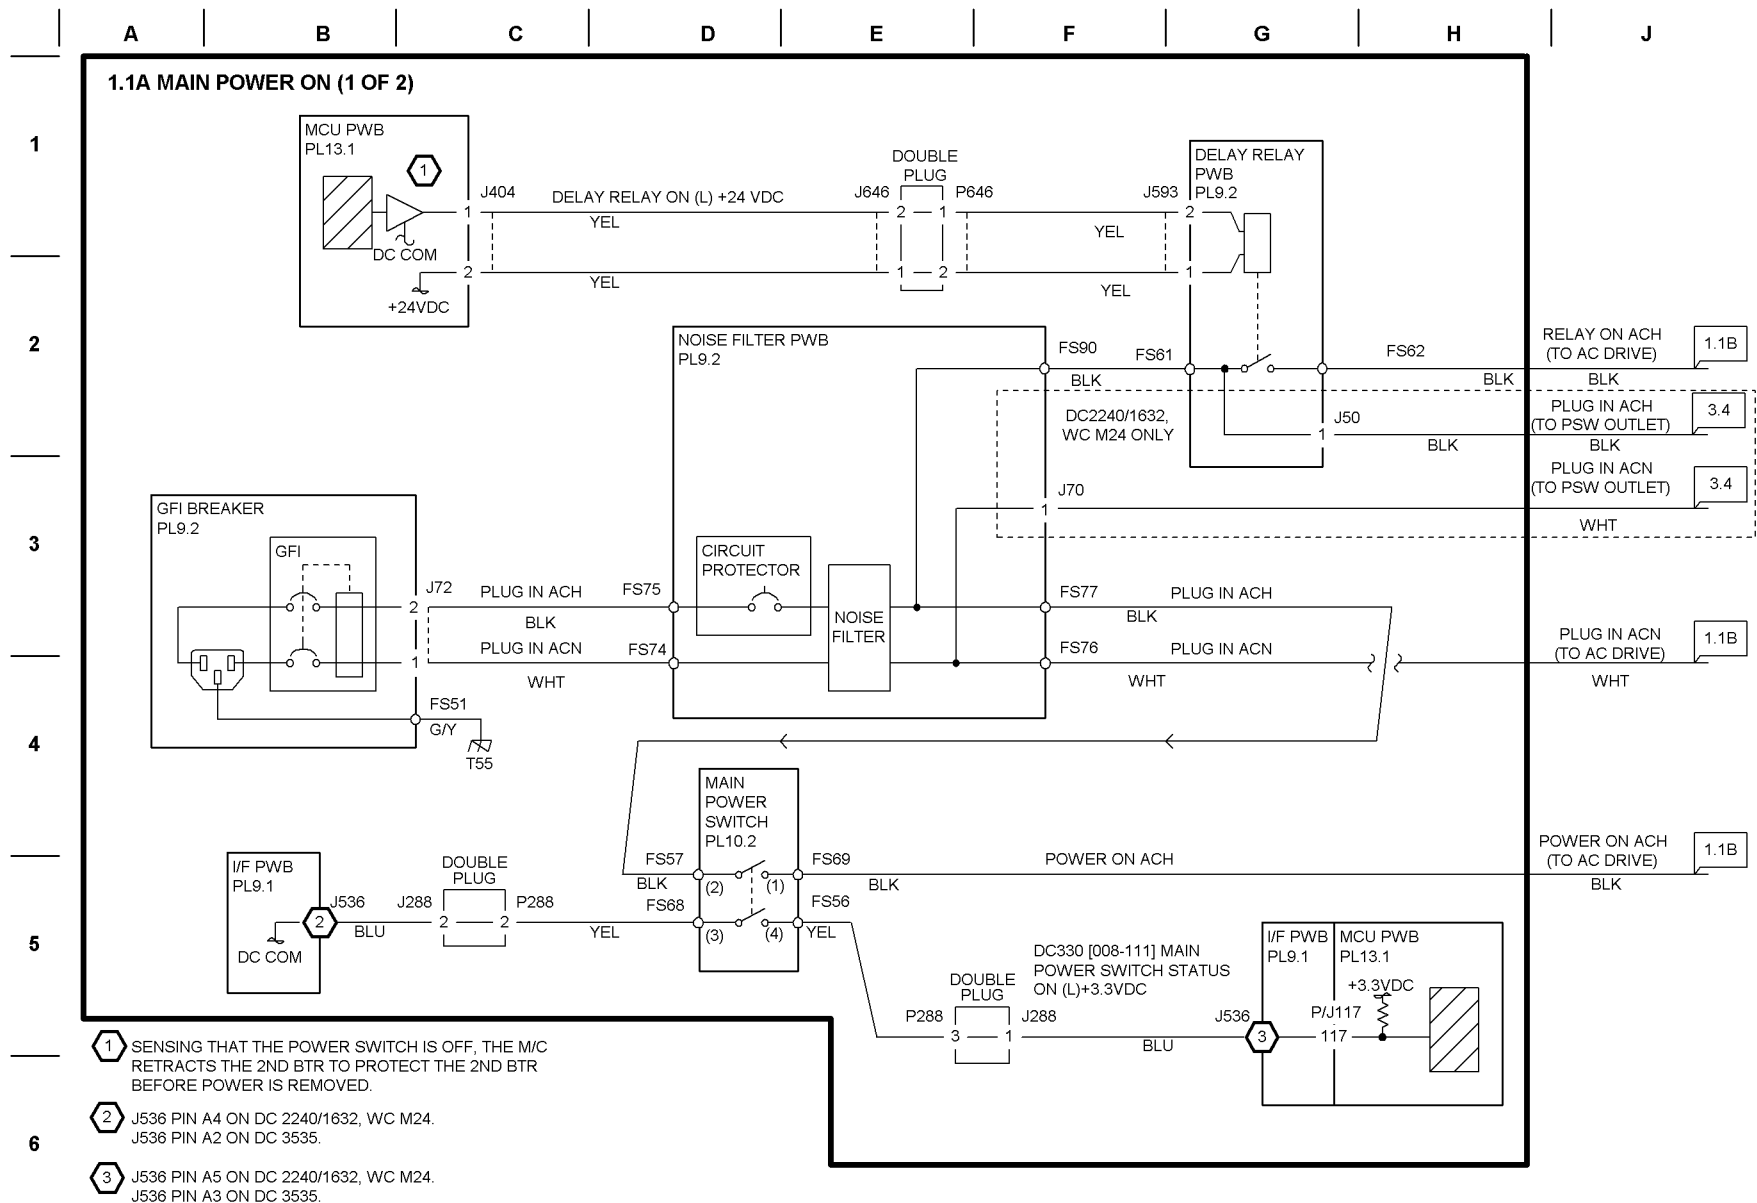 A B C D E F G H J
1.1A MAIN POWER ON (1 OF 2)
1
MCU PWB
PL13.1
1
J404
DELAY RELAY ON (L) +24 VDC
J646
DOUBLE
PLUG
P646
J593
DELAY RELAY
PWB
PL9.2
1
YEL
2
1
YEL
2
DC COM
2
YEL
1
2
YEL
1
+24VDC
2
NOISE FILTER PWB
PL9.2
FS90
BLK
FS61
FS62
BLK
RELAY ON ACH
(TO AC DRIVE)
BLK
1.1B
DC2240/1632,
WC M24 ONLY
J50
1
BLK
PLUG IN ACH
(TO PSW OUTLET)
BLK
3.4
PLUG IN ACN
(TO PSW OUTLET)
WHT
3.4
J70
1
3
GFI BREAKER
PL9.2
GFI
J72
2
PLUG IN ACH
BLK
FS75
CIRCUIT
PROTECTOR
NOISE
FILTER
FS77
BLK
PLUG IN ACH
1
PLUG IN ACN
WHT
FS74
FS76
WHT
PLUG IN ACN
PLUG IN ACN
(TO AC DRIVE)
WHT
1.1B
FS51
G/Y
T55
4
MAIN
POWER
SWITCH
PL10.2
FS57
BLK
(2)
(1)
FS69
BLK
POWER ON ACH
POWER ON ACH
(TO AC DRIVE)
BLK
1.1B
I/F PWB
PL9.1
2
J536
BLU
DC COM
J288
DOUBLE
PLUG
P288
2
2
YEL
FS68
(3)
(4)
FS56
YEL
5
DC330 [008-111] MAIN
POWER SWITCH STATUS
ON (L)+3.3VDC
DOUBLE
PLUG
P288
3
1
J288
BLU
J536
3
I/F PWB
PL9.1
MCU PWB
PL13.1
+3.3VDC
P/J117
117
6
1 SENSING THAT THE POWER SWITCH IS OFF, THE M/C
RETRACTS THE 2ND BTR TO PROTECT THE 2ND BTR
BEFORE POWER IS REMOVED.
2 J536 PIN A4 ON DC 2240/1632, WC M24.
J536 PIN A2 ON DC 3535.
3 J536 PIN A5 ON DC 2240/1632, WC M24.
J536 PIN A3 ON DC 3535.